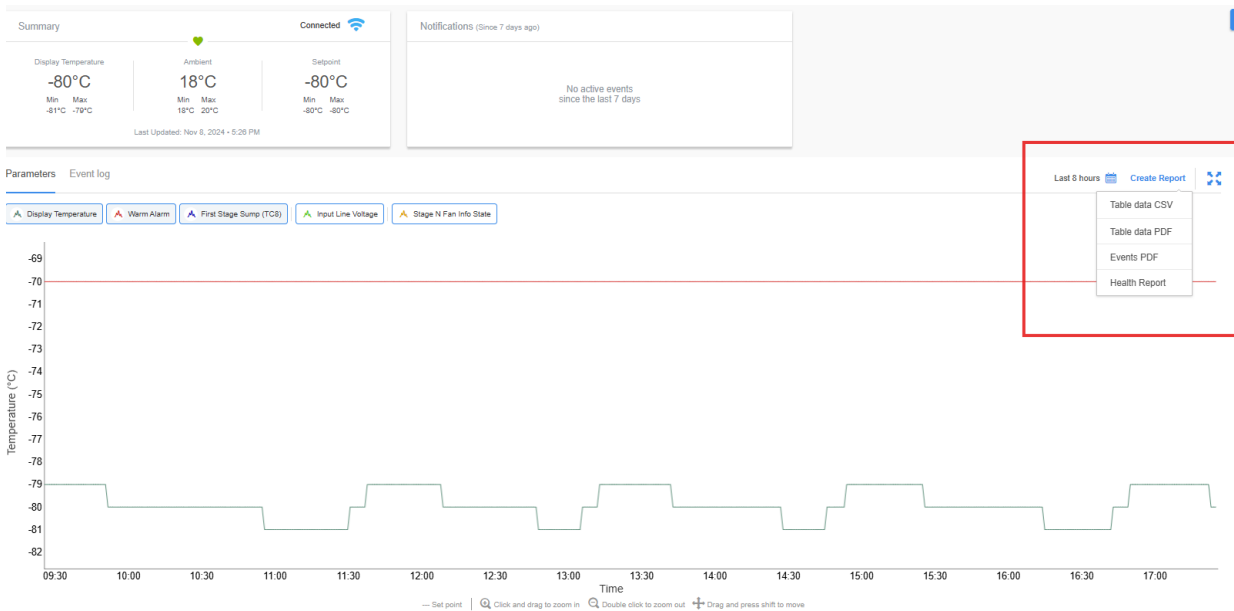 Summary
Connected
Display Temperature
Ambient
Setpoint
-80°C
18°C
-80°C
Min Max
Min Max
Min Max
-81°C -79°C
18°C 20°C
-80°C -80°C
Last Updated: Nov 8, 2024 • 5:26 PM
Notifications (Since 7 days ago)
No active events
since the last 7 days
Parameters Event log
Last 8 hours Create Report
Table data CSV
Table data PDF
Events PDF
Health Report
Display Temperature Warm Alarm First Stage Sump (TC8) Input Line Voltage Stage N Fan Info State
Temperature (°C)
-69
-70
-71
-72
-73
-74
-75
-76
-77
-78
-79
-80
-81
-82
09:30 10:00 10:30 11:00 11:30 12:00 12:30 13:00 13:30 14:00 14:30 15:00 15:30 16:00 16:30 17:00
Time
— Set point | Click and drag to zoom in Double click to zoom out Drag and press shift to move